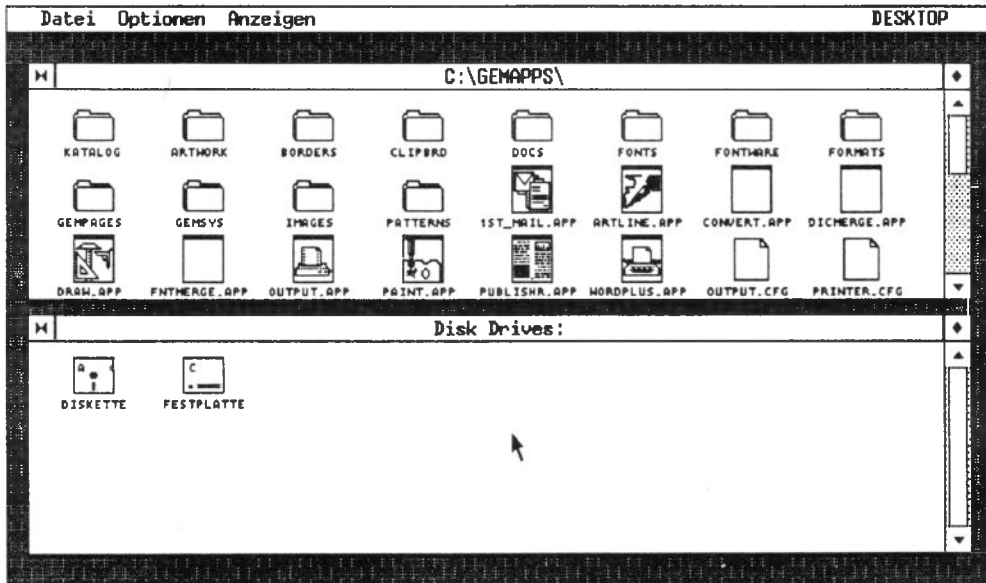 Datei Optionen Anzeigen DESKTOP
C:\GEMAPPS\
KATALOG ARTWORK BORDERS CLIPBRD DOCS FONTS FONTWARE FORMATS
GEMPAGES GEMSYS IMAGES PATTERNS 1ST_MAIL.APP ARTLINE.APP CONVERT.APP DICMERGE.APP
DRAW.APP FNTMERGE.APP OUTPUT.APP PAINT.APP PUBLISHR.APP WORDPLUS.APP OUTPUT.CFG PRINTER.CFG
Disk Drives:
A C
DISKETTE FESTPLATTE